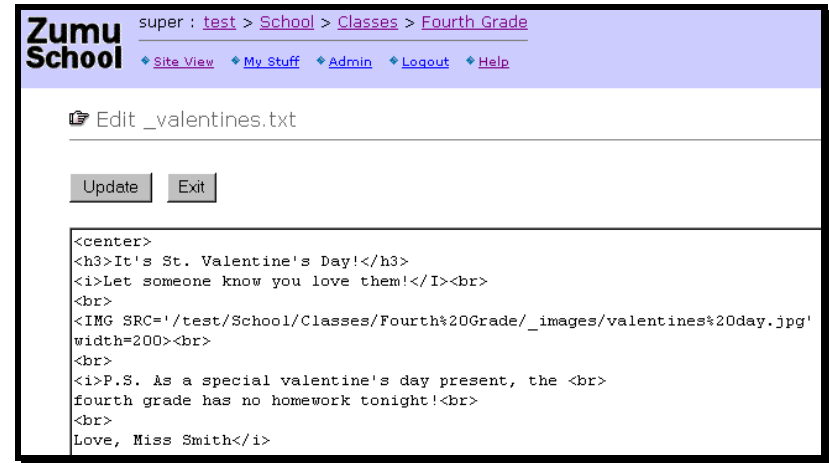 Zumu School
super : test > School > Classes > Fourth Grade
Site View My Stuff Admin Logout Help
Edit _valentines.txt
Update Exit
<center>
<h3>It's St. Valentine's Day!</h3>
<i>Let someone know you love them!</I><br>
<br>
<IMG SRC='/test/School/Classes/Fourth%20Grade/_images/valentines%20day.jpg'
width=200><br>
<br>
<i>P.S. As a special valentine's day present, the <br>
fourth grade has no homework tonight!<br>
<br>
Love, Miss Smith</i>